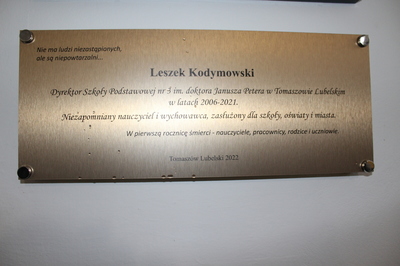 Nie ma ludzi niezastąpionych,
ale są niepowtarzalni...
Leszek Kodymowski
Dyrektor Szkoły Podstawowej nr 3 im. doktora Janusza Petera w Tomaszowie Lubelskim
w latach 2006-2021.
Niezapomniany nauczyciel i wychowawca, zasłużony dla szkoły, oświaty i miasta.
W pierwszą rocznicę śmierci - nauczyciele, pracownicy, rodzice i uczniowie.
Tomaszów Lubelski 2022